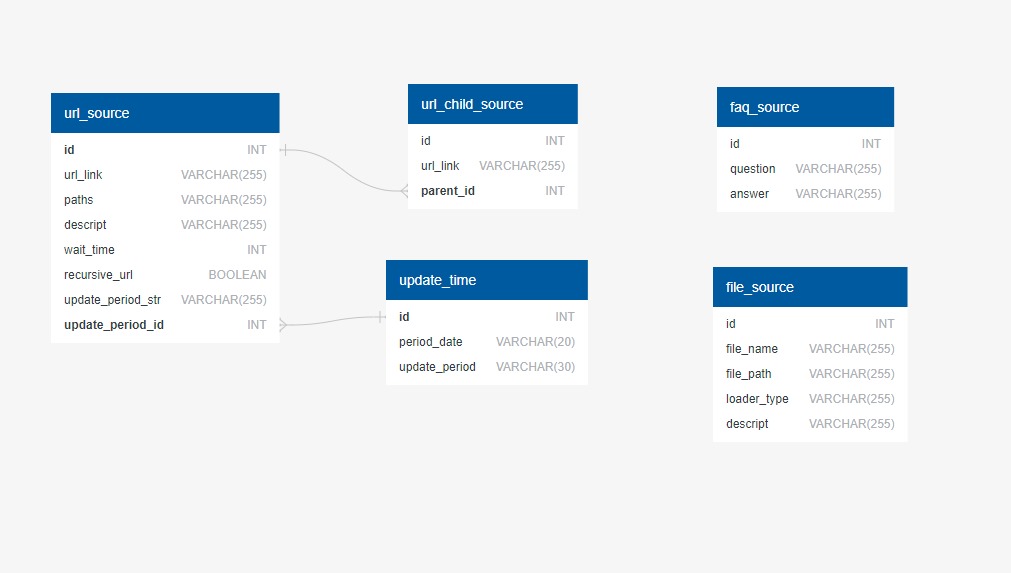 url_source
id INT
url_link VARCHAR(255)
paths VARCHAR(255)
descript VARCHAR(255)
wait_time INT
recursive_url BOOLEAN
update_period_str VARCHAR(255)
update_period_id INT
url_child_source
id INT
url_link VARCHAR(255)
parent_id INT
update_time
id INT
period_date VARCHAR(20)
update_period VARCHAR(30)
faq_source
id INT
question VARCHAR(255)
answer VARCHAR(255)
file_source
id INT
file_name VARCHAR(255)
file_path VARCHAR(255)
loader_type VARCHAR(255)
descript VARCHAR(255)